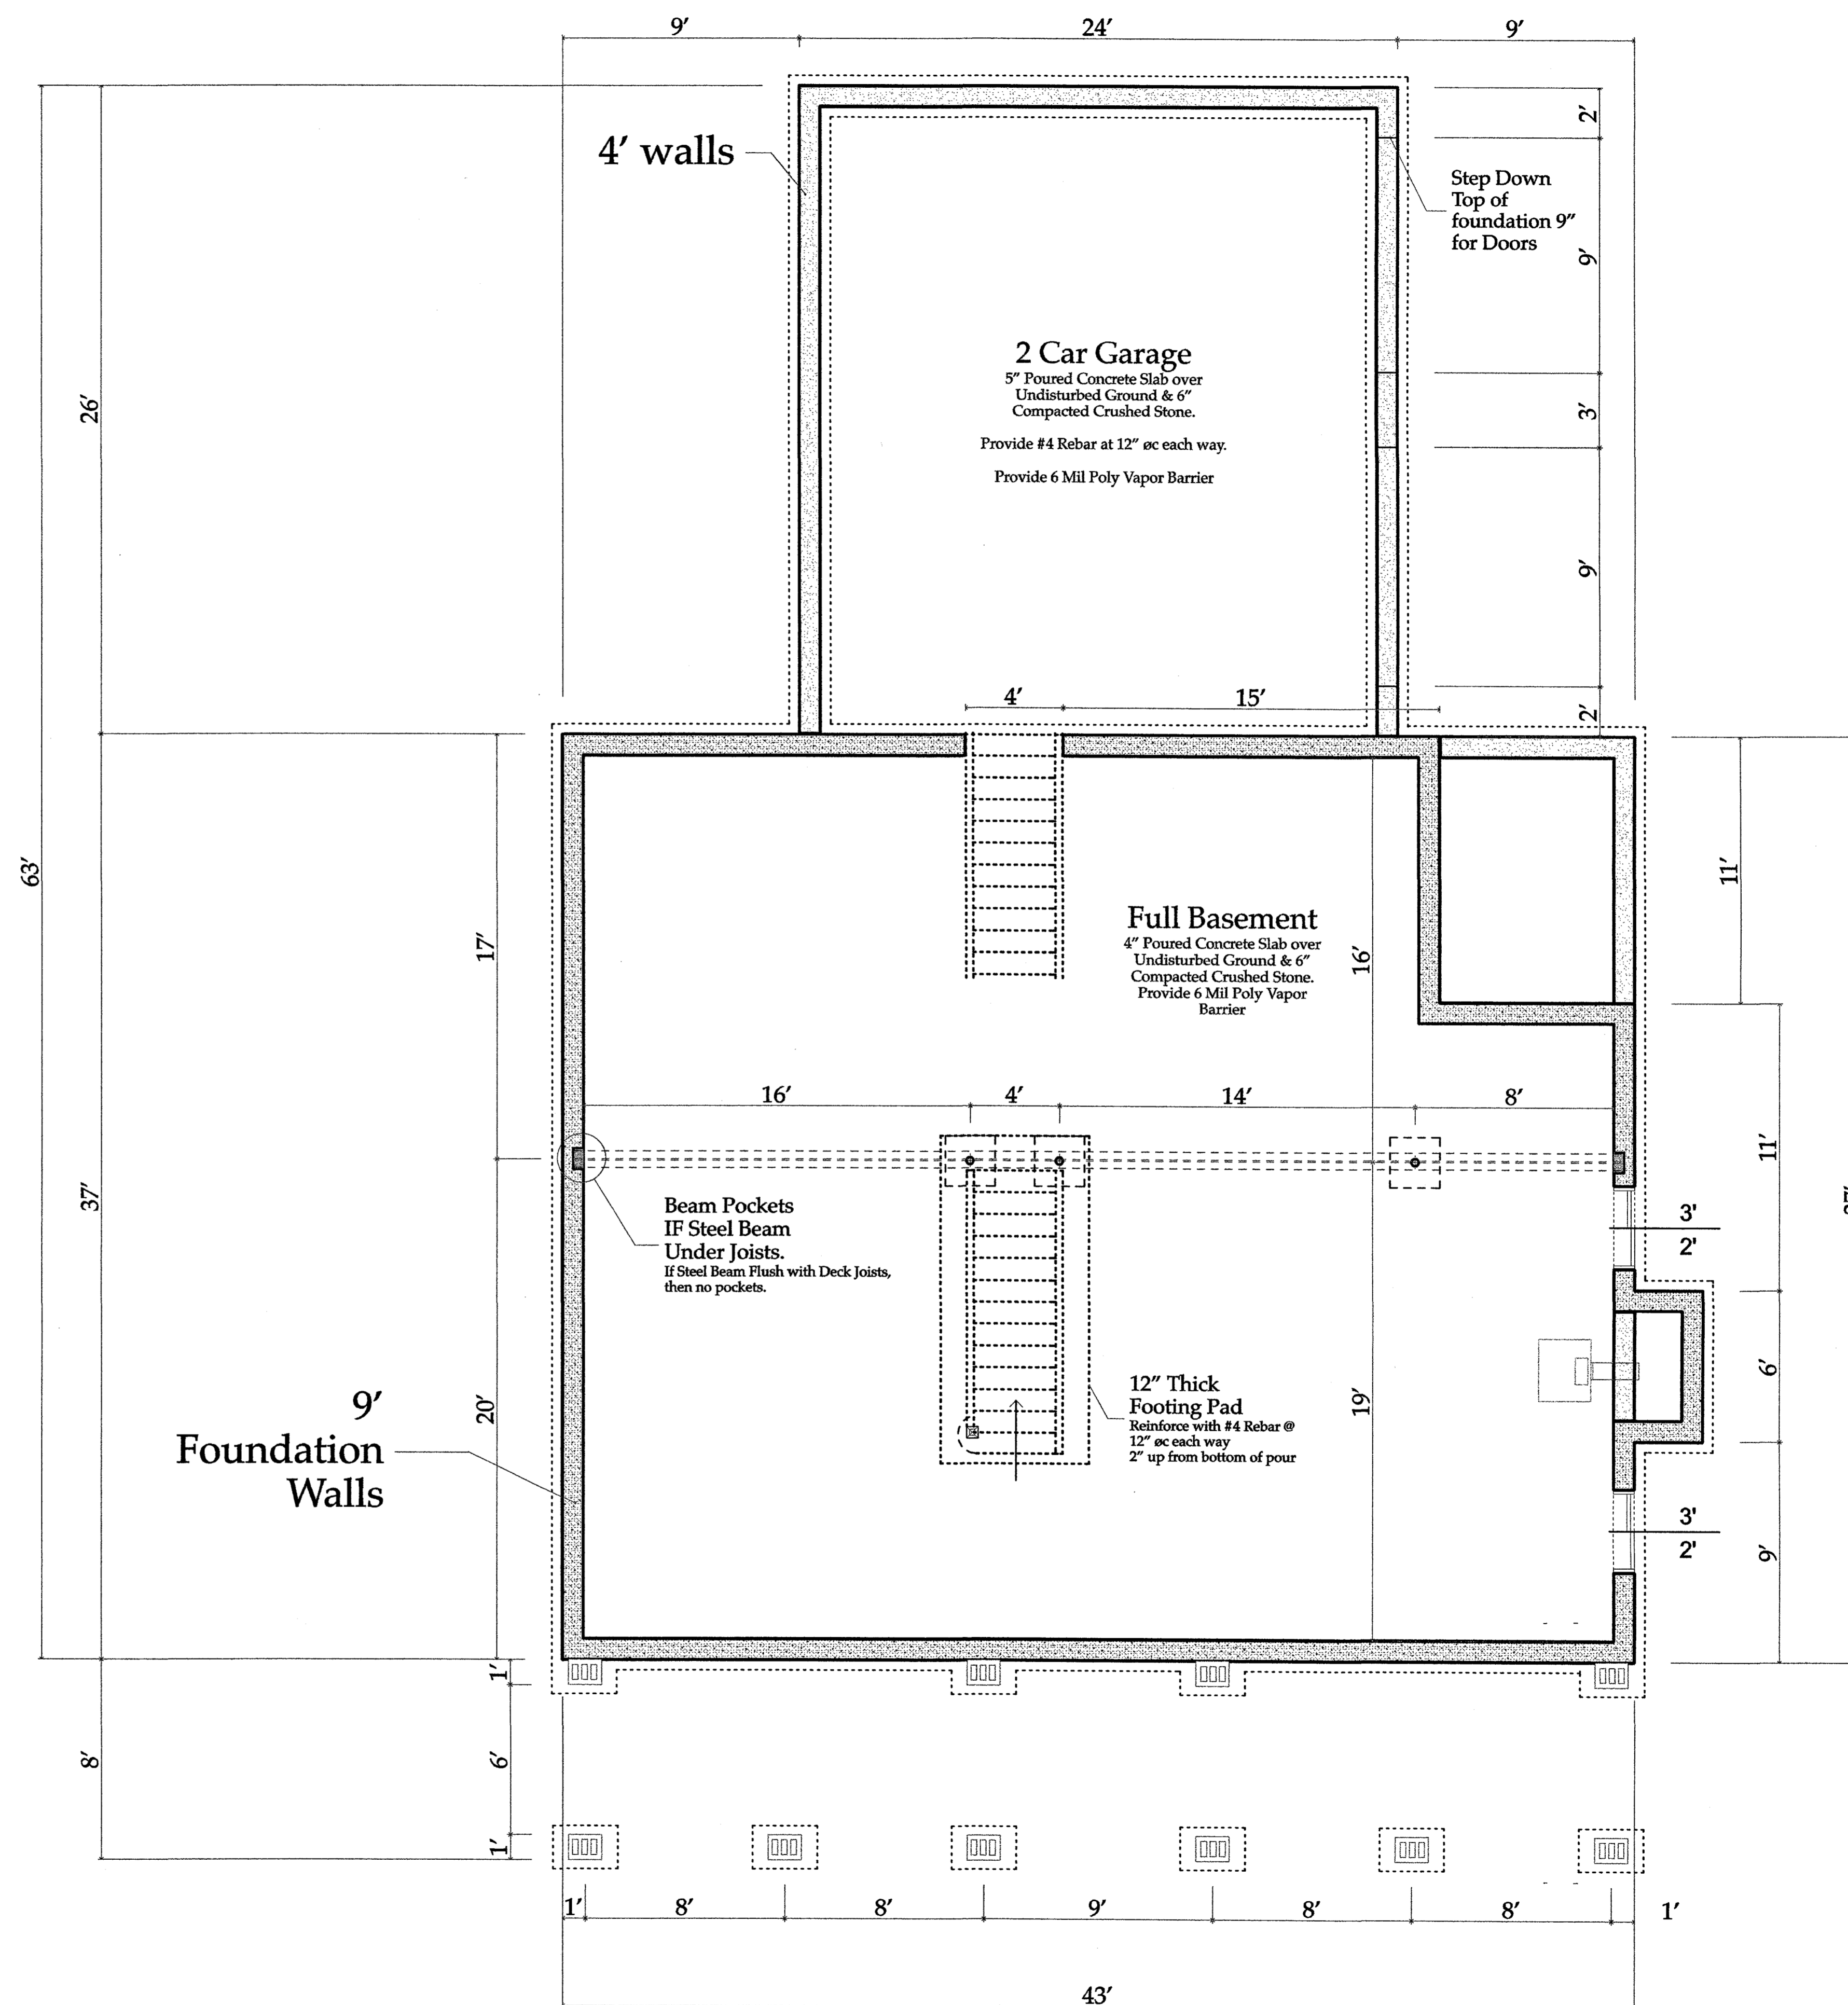 9′
24′
9′
4′ walls
2′
Step Down
Top of
foundation 9″
for Doors
9′
2 Car Garage
5″ Poured Concrete Slab over
Undisturbed Ground & 6″
Compacted Crushed Stone.
Provide #4 Rebar at 12″ øc each way.
Provide 6 Mil Poly Vapor Barrier
26′
3′
9′
4′
15′
2′
63′
17′
11′
Full Basement
4″ Poured Concrete Slab over
Undisturbed Ground & 6″
Compacted Crushed Stone.
Provide 6 Mil Poly Vapor
Barrier
16′
16′
4′
14′
8′
11′
37′
Beam Pockets
IF Steel Beam
Under Joists.
If Steel Beam Flush with Deck Joists,
then no pockets.
3'
2'
6′
12″ Thick
Footing Pad
Reinforce with #4 Rebar @
12″ øc each way
2″ up from bottom of pour
19′
20′
9′
Foundation
Walls
3'
2'
9′
1′
6′
8′
1′
1′
8′
8′
9′
8′
8′
1′
43′